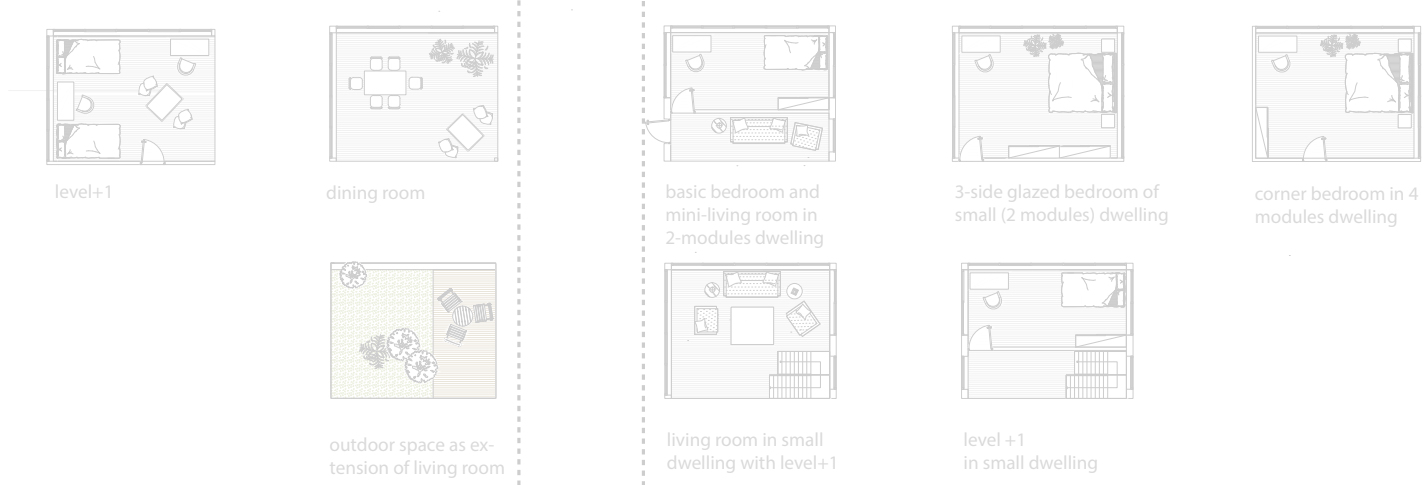 level+1
dining room
basic bedroom and
mini-living room in
2-modules dwelling
3-side glazed bedroom of
small (2 modules) dwelling
corner bedroom in 4
modules dwelling
outdoor space as ex-
tension of living room
living room in small
dwelling with level+1
level +1
in small dwelling